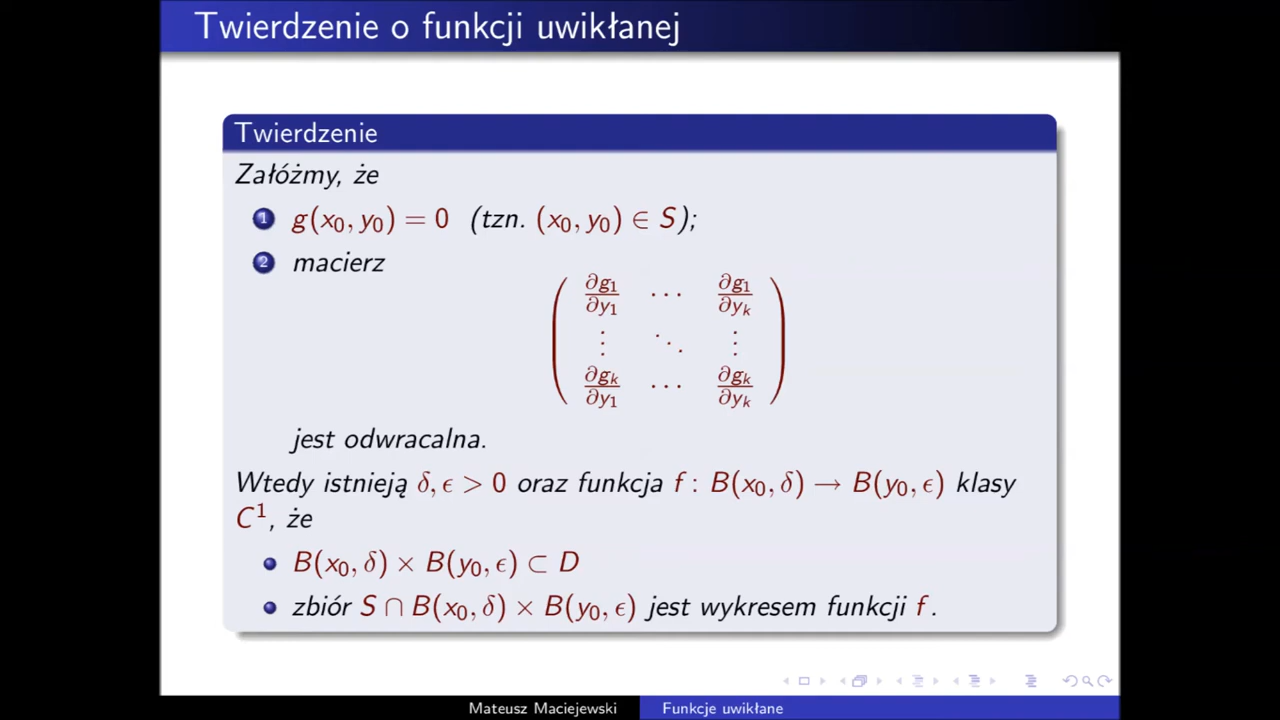 Twierdzenie o funkcji uwikłanej
Twierdzenie
Załóżmy, że
1 g(x₀, y₀) = 0 (tzn. (x₀, y₀) ∈ S);
2 macierz
∂g₁/∂y₁ ⋯ ∂g₁/∂yₖ
⋮ ⋱ ⋮
∂gₖ/∂y₁ ⋯ ∂gₖ/∂yₖ
jest odwracalna.
Wtedy istnieją δ, ϵ > 0 oraz funkcja f : B(x₀, δ) → B(y₀, ϵ) klasy
C¹, że
B(x₀, δ) × B(y₀, ϵ) ⊂ D
zbiór S ∩ B(x₀, δ) × B(y₀, ϵ) jest wykresem funkcji f.
Mateusz Maciejewski Funkcje uwikłane